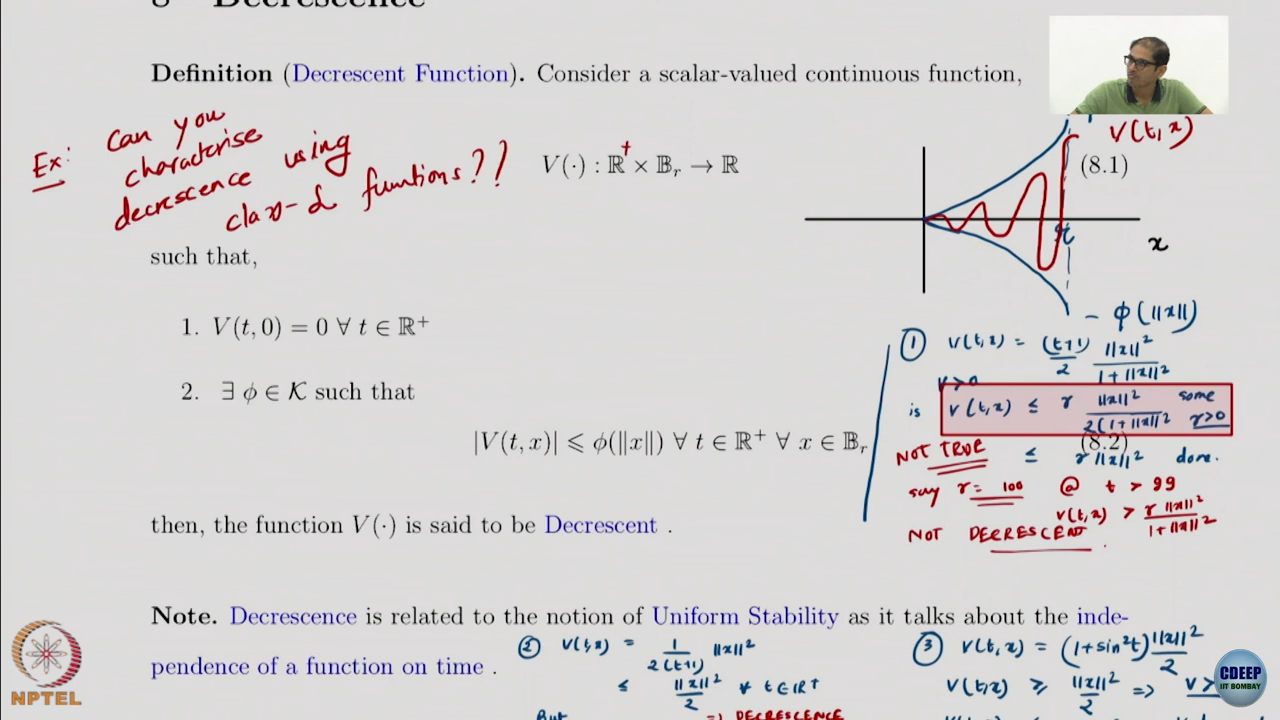 8 Decrescence
Definition (Decrescent Function). Consider a scalar-valued continuous function,
Ex: Can you
characterise
decrescence using
class-L functions??
V(·) : ℝ⁺ × 𝔹ᵣ → ℝ
(8.1)
V(t,x)
r
x
- φ(||x||)
such that,
1. V(t, 0) = 0 ∀ t ∈ ℝ⁺
2. ∃ φ ∈ 𝒦 such that
|V(t, x)| ⩽ φ(‖x‖) ∀ t ∈ ℝ⁺ ∀ x ∈ 𝔹ᵣ
(8.2)
then, the function V(·) is said to be Decrescent .
① V(t,x) = (t+1)/2 ||x||²/(1+||x||²)
V>0
is V(t,x) ≤ γ ||x||²/2(1+||x||²) some γ>0
NOT TRUE ≤ γ||x||² done.
say γ = 100 @ t > 99
V(t,x) > γ||x||²/1+||x||²
NOT DECRESCENT.
Note. Decrescence is related to the notion of Uniform Stability as it talks about the inde-
pendence of a function on time .
② V(t,x) = 1/2(t+1) ||x||²
≤ ||x||²/2 ∀ t∈ℝ⁺
But ⇒ DECRESCENCE
③ V(t,x) = (1+sin²t) ||x||²/2
V(t,x) ≥ ||x||²/2 ⇒ V>
NPTEL
CDEEP
IIT BOMBAY